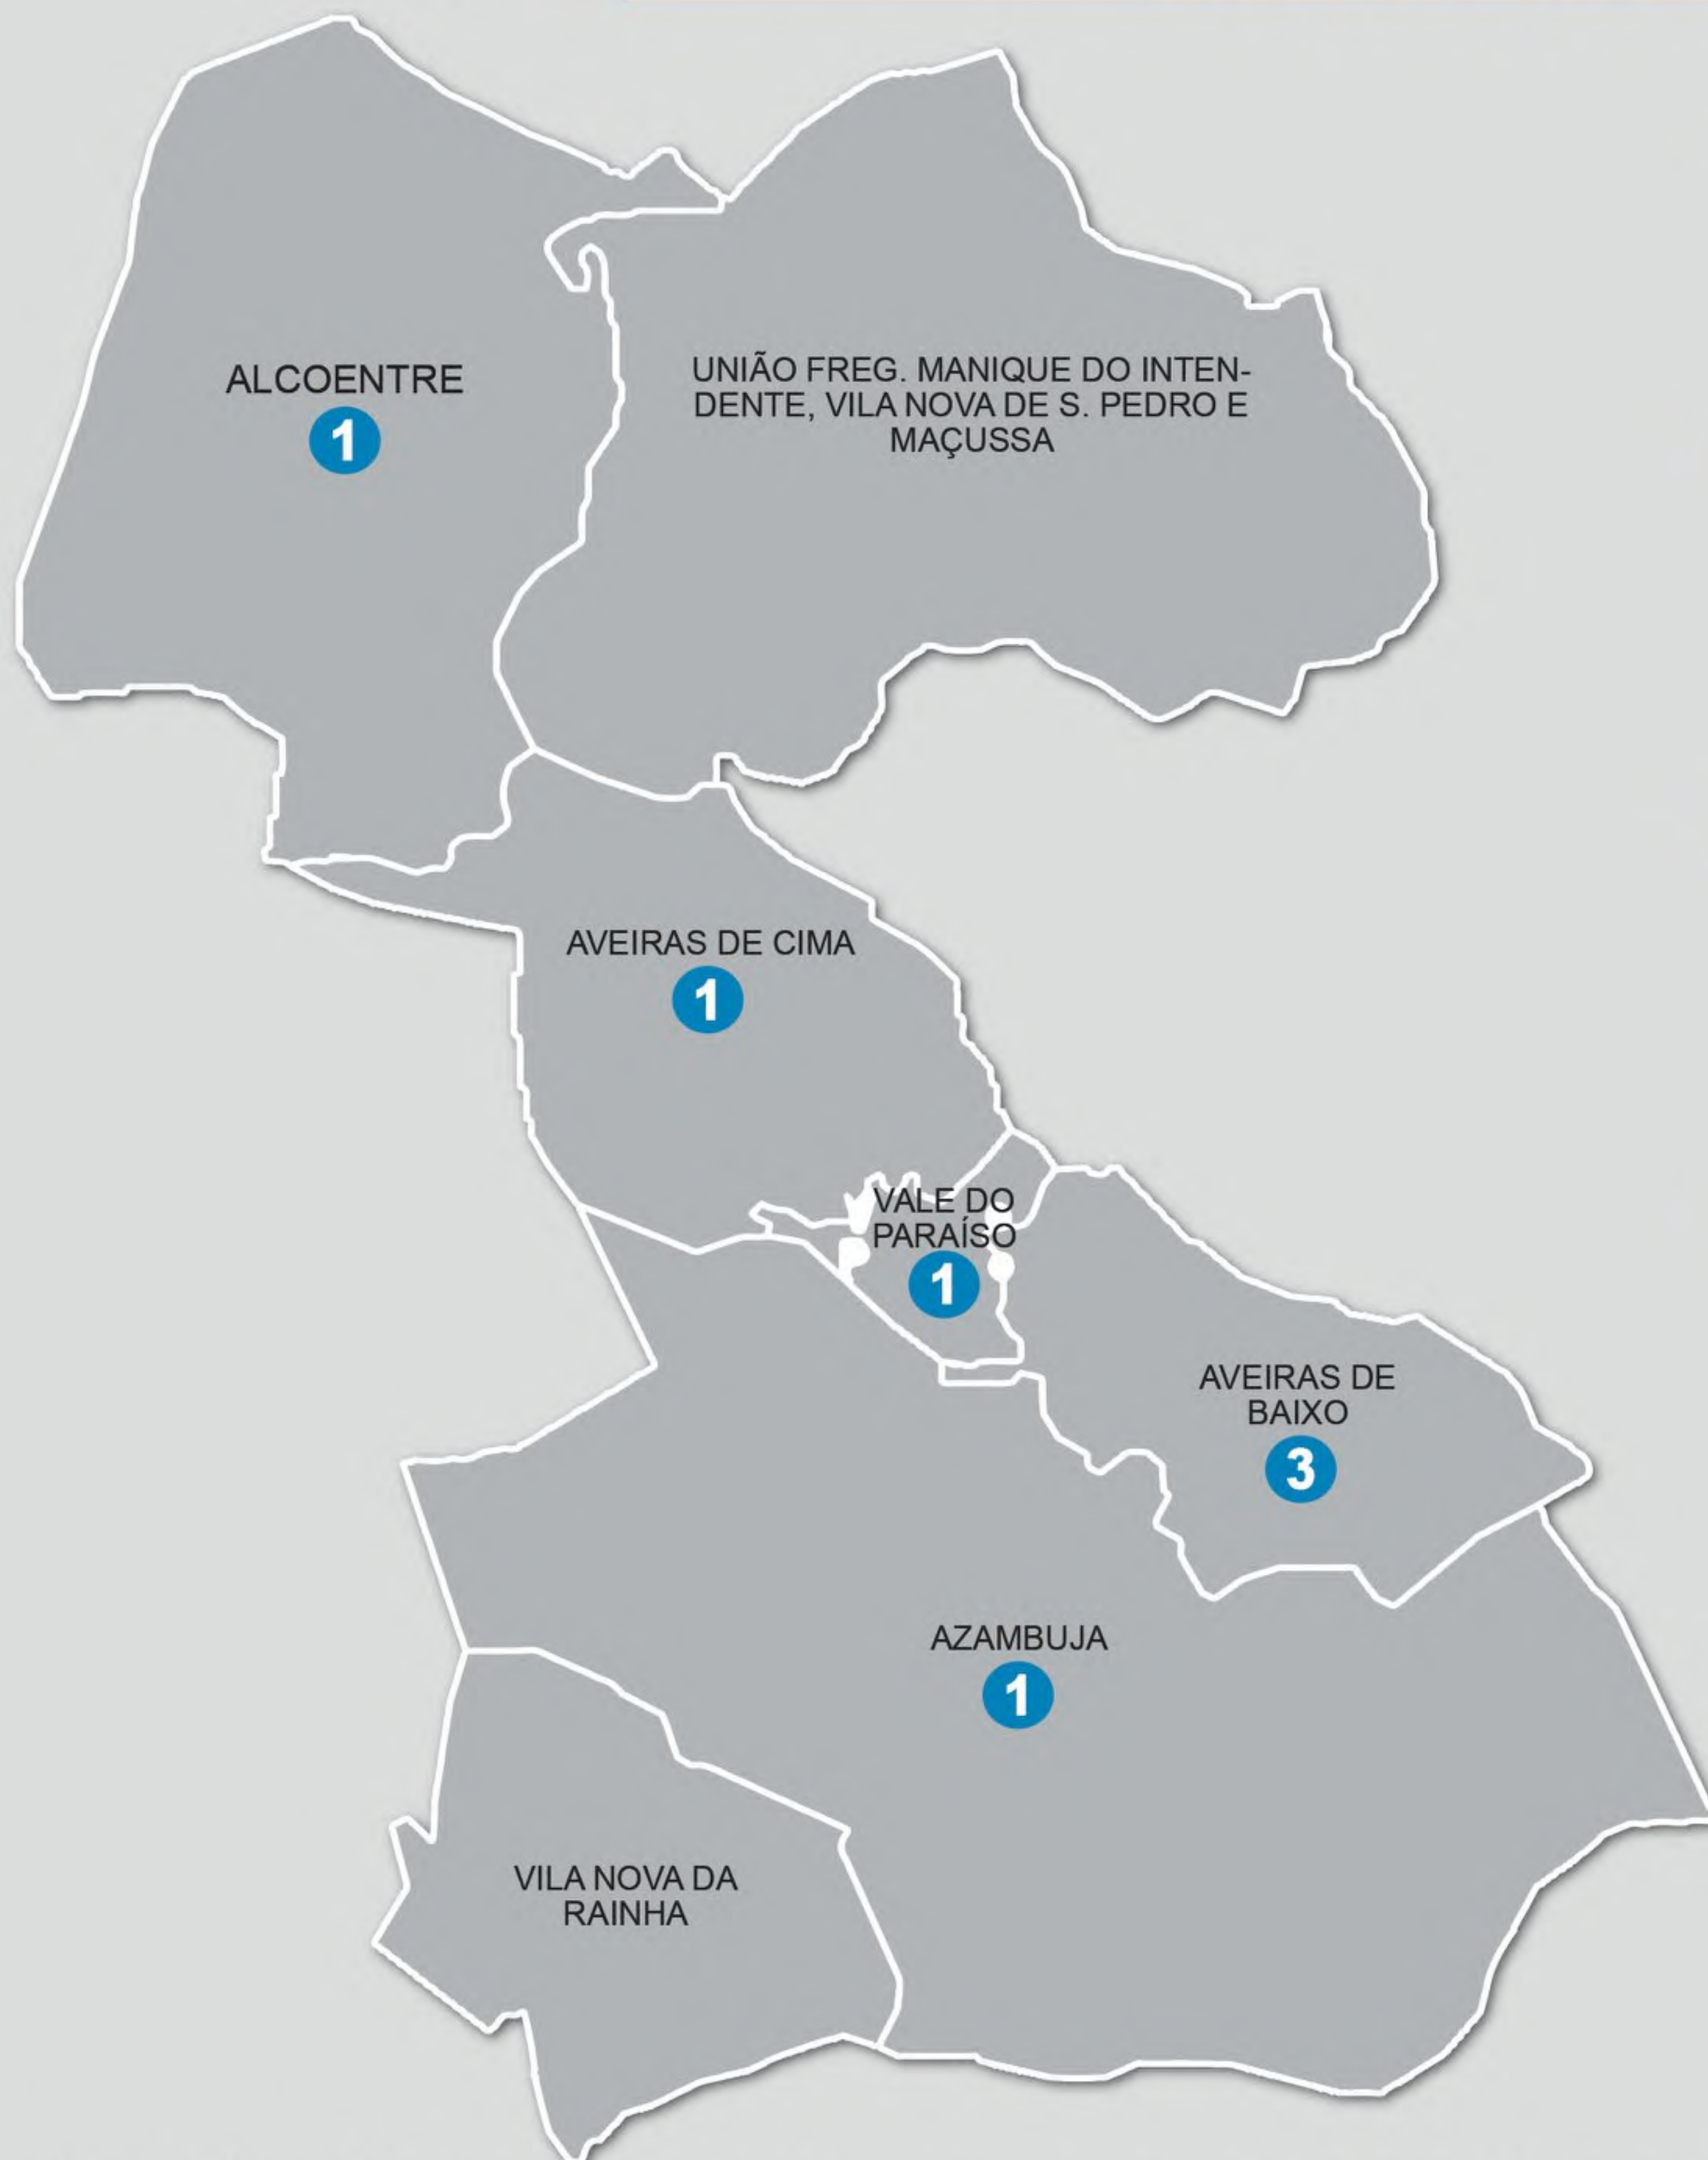 ALCOENTRE
1
UNIÃO FREG. MANIQUE DO INTEN-
DENTE, VILA NOVA DE S. PEDRO E
MAÇUSSA
AVEIRAS DE CIMA
1
VALE DO
PARAÍSO
1
AVEIRAS DE
BAIXO
3
AZAMBUJA
1
VILA NOVA DA
RAINHA